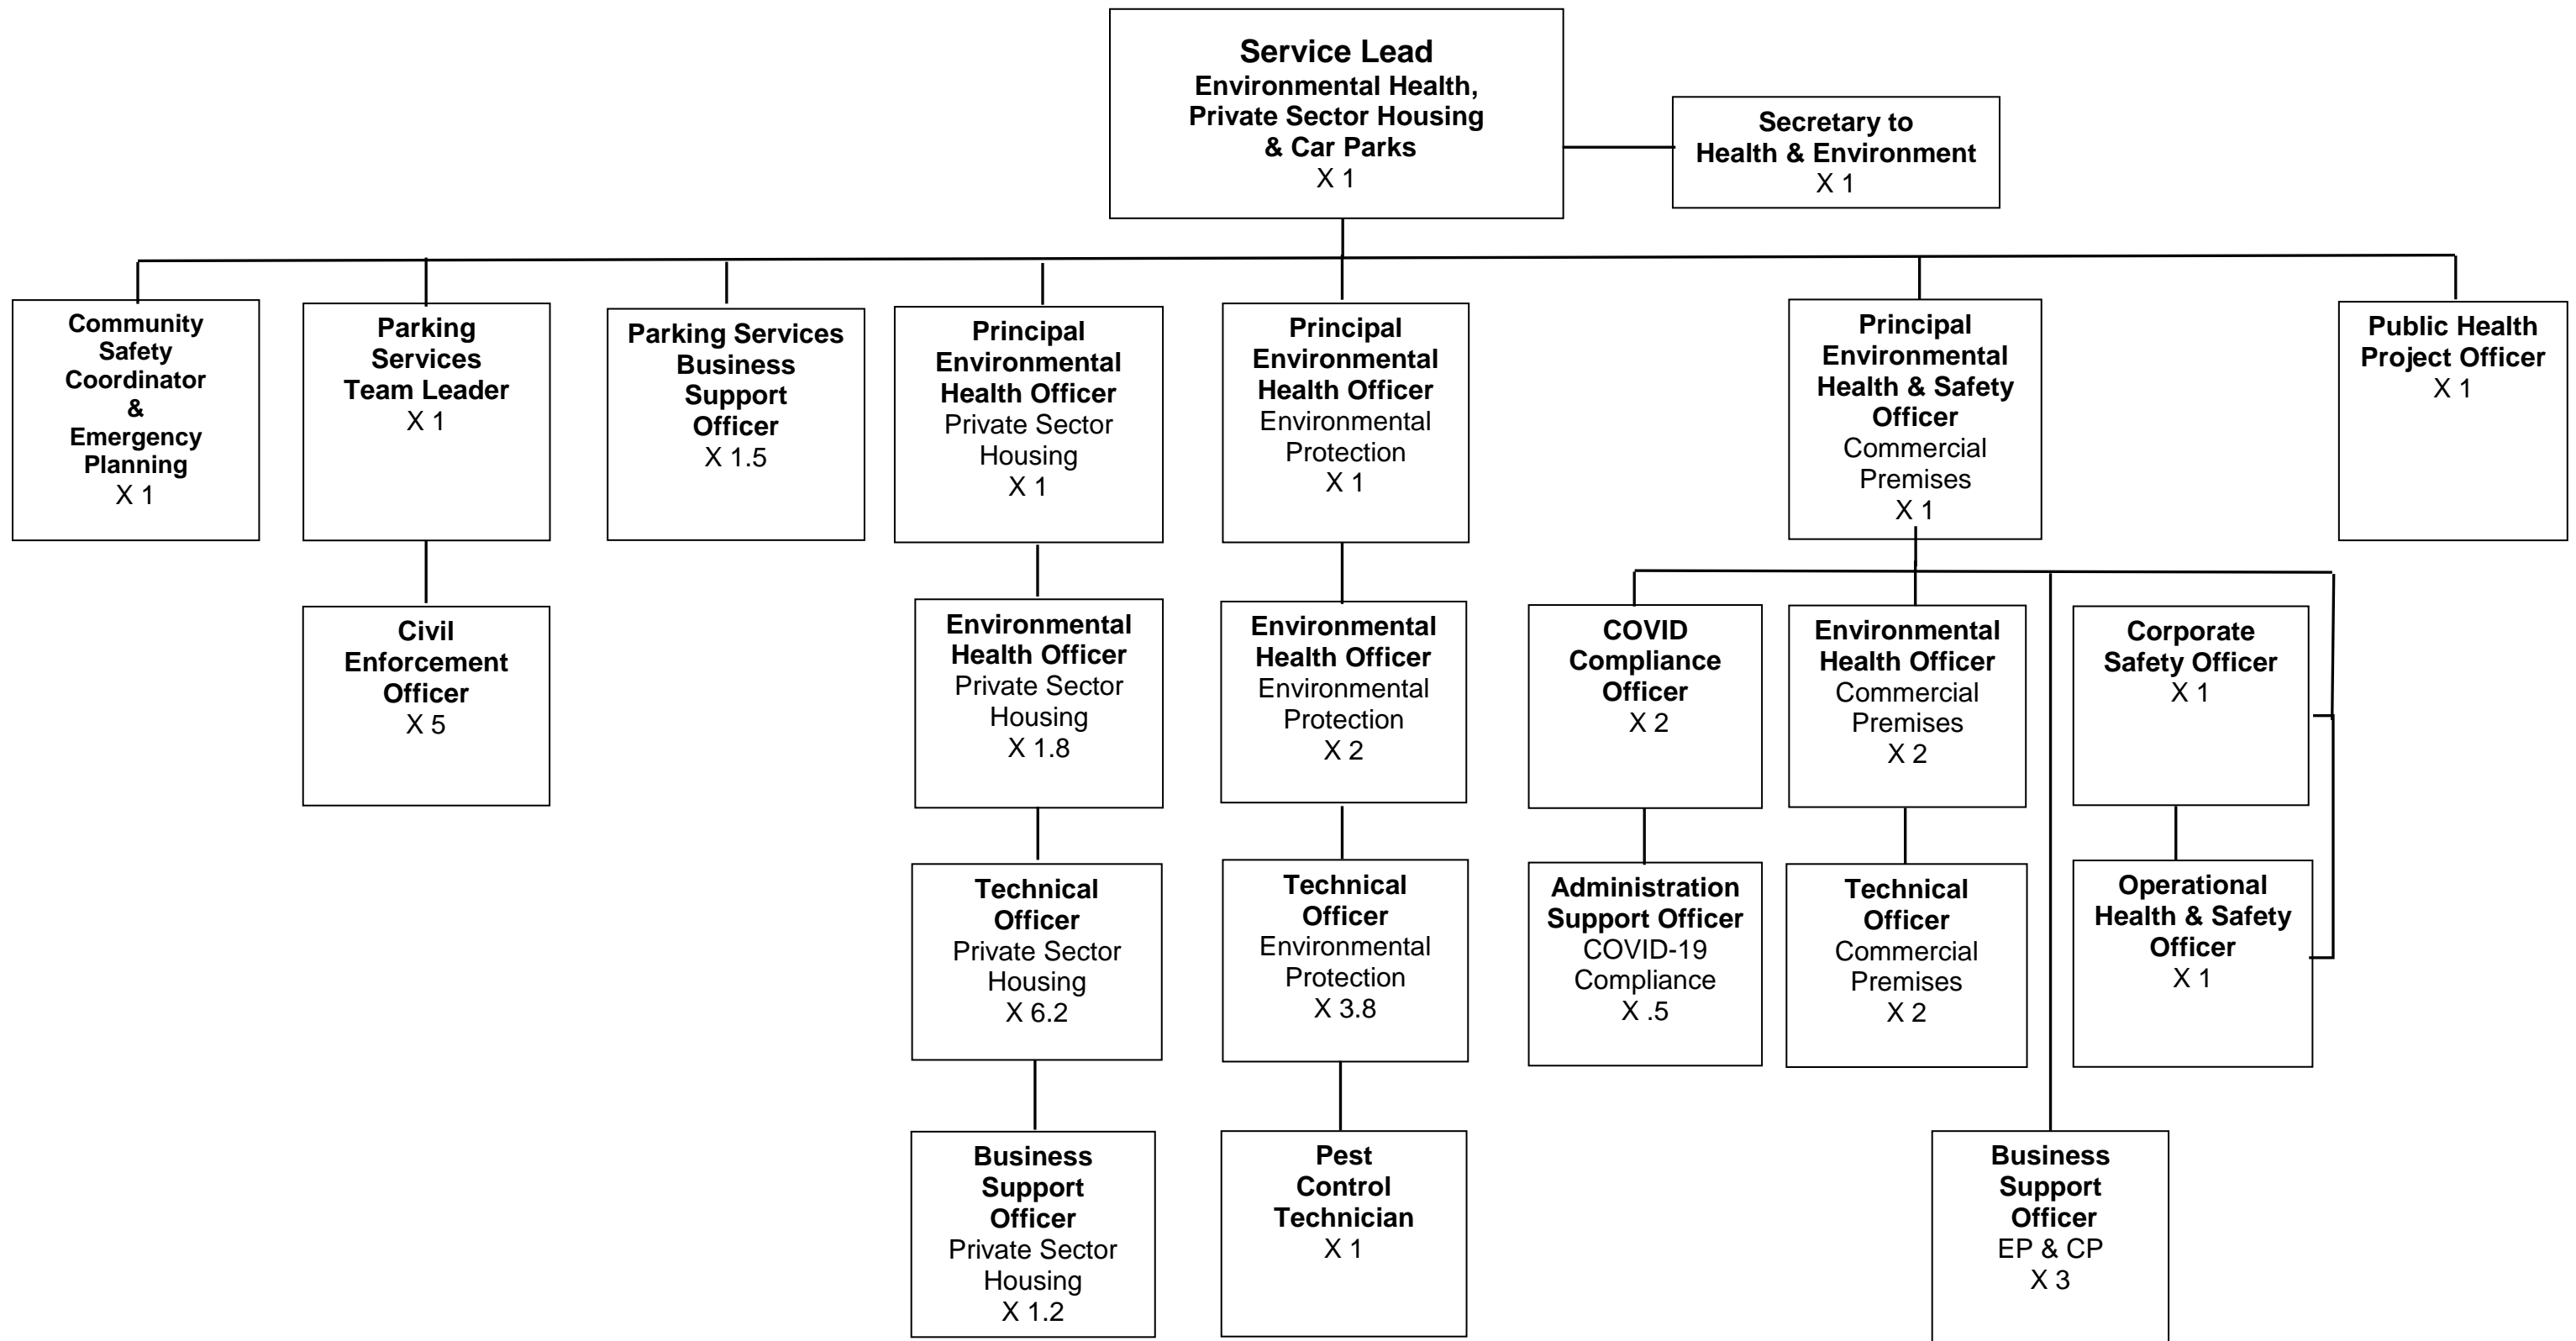 Service Lead
Environmental Health,
Private Sector Housing
& Car Parks
X 1
Secretary to
Health & Environment
X 1
Community
Safety
Coordinator
&
Emergency
Planning
X 1
Parking
Services
Team Leader
X 1
Parking Services
Business
Support
Officer
X 1.5
Principal
Environmental
Health Officer
Private Sector
Housing
X 1
Principal
Environmental
Health Officer
Environmental
Protection
X 1
Principal
Environmental
Health & Safety
Officer
Commercial
Premises
X 1
Public Health
Project Officer
X 1
Civil
Enforcement
Officer
X 5
Environmental
Health Officer
Private Sector
Housing
X 1.8
Environmental
Health Officer
Environmental
Protection
X 2
COVID
Compliance
Officer
X 2
Environmental
Health Officer
Commercial
Premises
X 2
Corporate
Safety Officer
X 1
Technical
Officer
Private Sector
Housing
X 6.2
Technical
Officer
Environmental
Protection
X 3.8
Administration
Support Officer
COVID-19
Compliance
X .5
Technical
Officer
Commercial
Premises
X 2
Operational
Health & Safety
Officer
X 1
Business
Support
Officer
Private Sector
Housing
X 1.2
Pest
Control
Technician
X 1
Business
Support
Officer
EP & CP
X 3